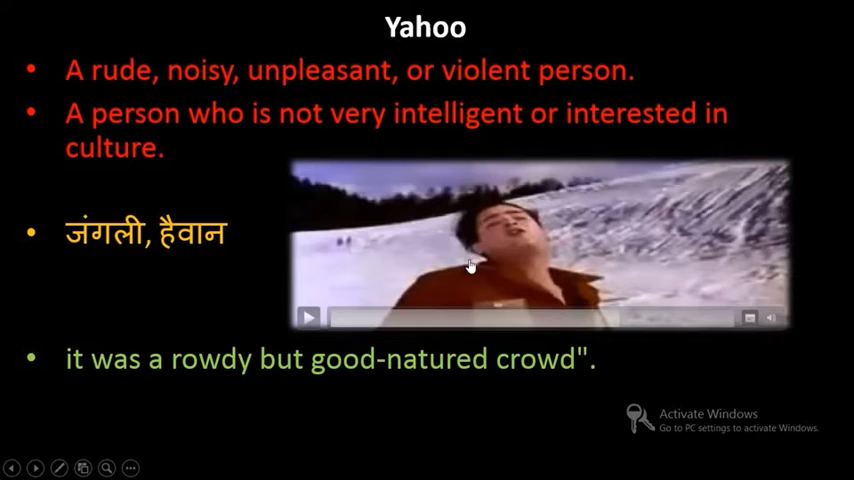 Yahoo
• A rude, noisy, unpleasant, or violent person.
• A person who is not very intelligent or interested in
culture.
• जंगली, हैवान
• it was a rowdy but good-natured crowd".
Activate Windows
Go to PC settings to activate Windows.